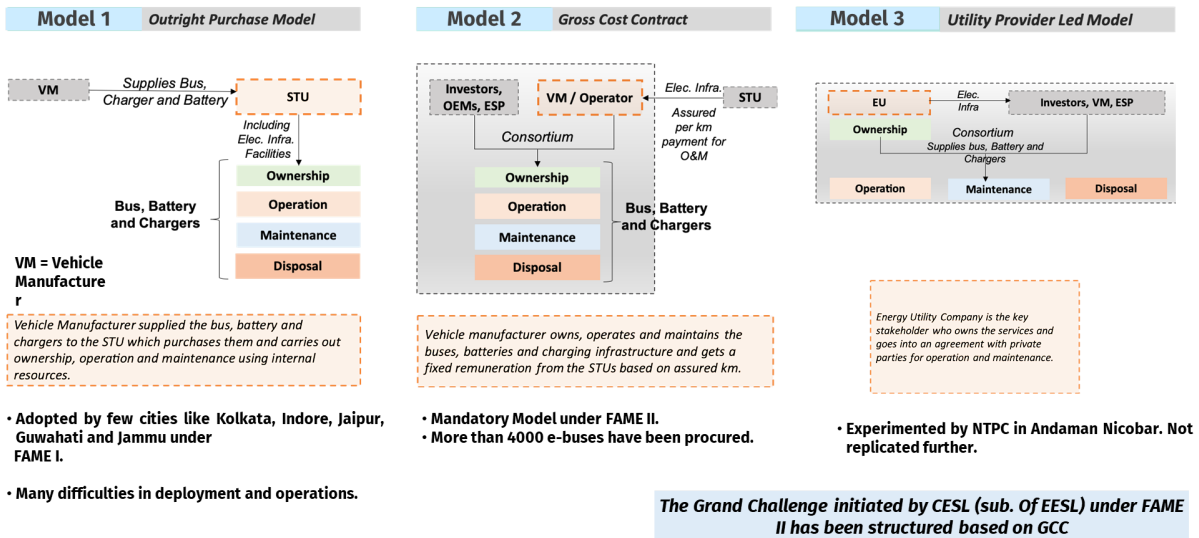 Model 1
Outright Purchase Model
VM
Supplies Bus,
Charger and Battery
STU
Including
Elec. Infra.
Facilities
Bus, Battery
and Chargers
Ownership
Operation
Maintenance
Disposal
VM = Vehicle
Manufacture
r
Vehicle Manufacturer supplied the bus, battery and
chargers to the STU which purchases them and carries out
ownership, operation and maintenance using internal
resources.
• Adopted by few cities like Kolkata, Indore, Jaipur,
Guwahati and Jammu under
FAME I.
• Many difficulties in deployment and operations.
Model 2
Gross Cost Contract
Investors,
OEMs, ESP
VM / Operator
Elec. Infra.
STU
Assured
per km
payment for
O&M
Consortium
Ownership
Operation
Maintenance
Disposal
Bus, Battery
and Chargers
Vehicle manufacturer owns, operates and maintains the
buses, batteries and charging infrastructure and gets a
fixed remuneration from the STUs based on assured km.
• Mandatory Model under FAME II.
• More than 4000 e-buses have been procured.
Model 3
Utility Provider Led Model
EU
Elec.
Infra
Investors, VM, ESP
Ownership
Consortium
Supplies bus, Battery and
Chargers
Operation
Maintenance
Disposal
Energy Utility Company is the key
stakeholder who owns the services and
goes into an agreement with private
parties for operation and maintenance.
• Experimented by NTPC in Andaman Nicobar. Not
replicated further.
The Grand Challenge initiated by CESL (sub. Of EESL) under FAME
II has been structured based on GCC